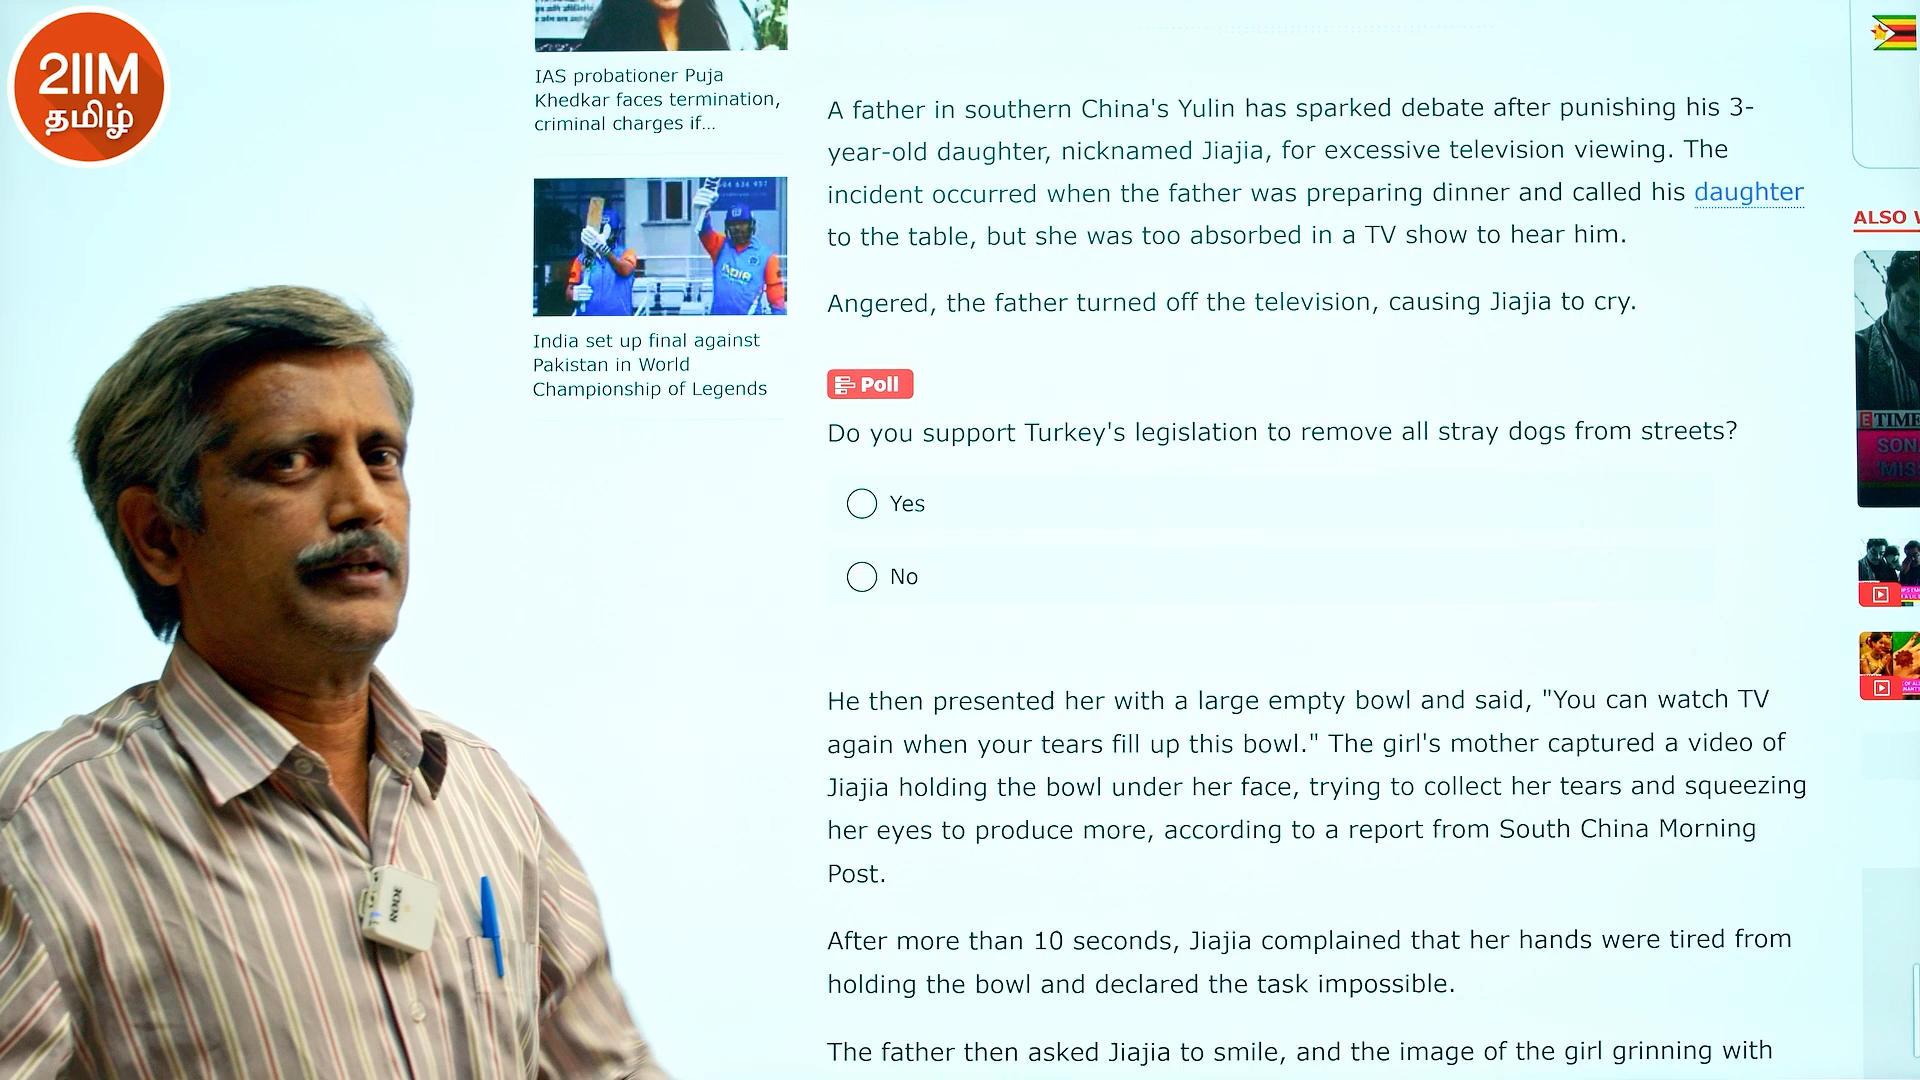 2IIM
தமிழ்
IAS probationer Puja
Khedkar faces termination,
criminal charges if...
INDIA
India set up final against
Pakistan in World
Championship of Legends
A father in southern China's Yulin has sparked debate after punishing his 3-
year-old daughter, nicknamed Jiajia, for excessive television viewing. The
incident occurred when the father was preparing dinner and called his daughter
to the table, but she was too absorbed in a TV show to hear him.
Angered, the father turned off the television, causing Jiajia to cry.
Poll
Do you support Turkey's legislation to remove all stray dogs from streets?
Yes
No
He then presented her with a large empty bowl and said, "You can watch TV
again when your tears fill up this bowl." The girl's mother captured a video of
Jiajia holding the bowl under her face, trying to collect her tears and squeezing
her eyes to produce more, according to a report from South China Morning
Post.
After more than 10 seconds, Jiajia complained that her hands were tired from
holding the bowl and declared the task impossible.
The father then asked Jiajia to smile, and the image of the girl grinning with
ALSO
ETIME
SON
'MIS
RODE